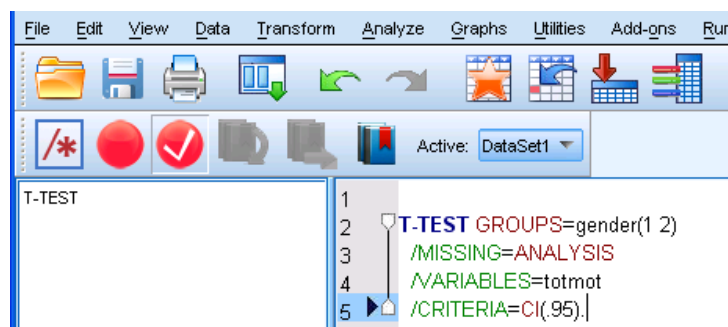 File Edit View Data Transform Analyze Graphs Utilities Add-ons Run
/* Active: DataSet1
T-TEST
1
2 T-TEST GROUPS=gender(1 2)
3 /MISSING=ANALYSIS
4 /VARIABLES=totmot
5 /CRITERIA=CI(.95).